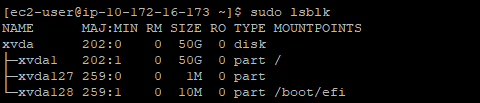 [ec2-user@ip-10-172-16-173 ~]$ sudo lsblk
NAME      MAJ:MIN RM SIZE RO TYPE MOUNTPOINTS
xvda      202:0    0  50G  0 disk
├─xvda1   202:1    0  50G  0 part /
├─xvda127 259:0    0   1M  0 part
└─xvda128 259:1    0  10M  0 part /boot/efi